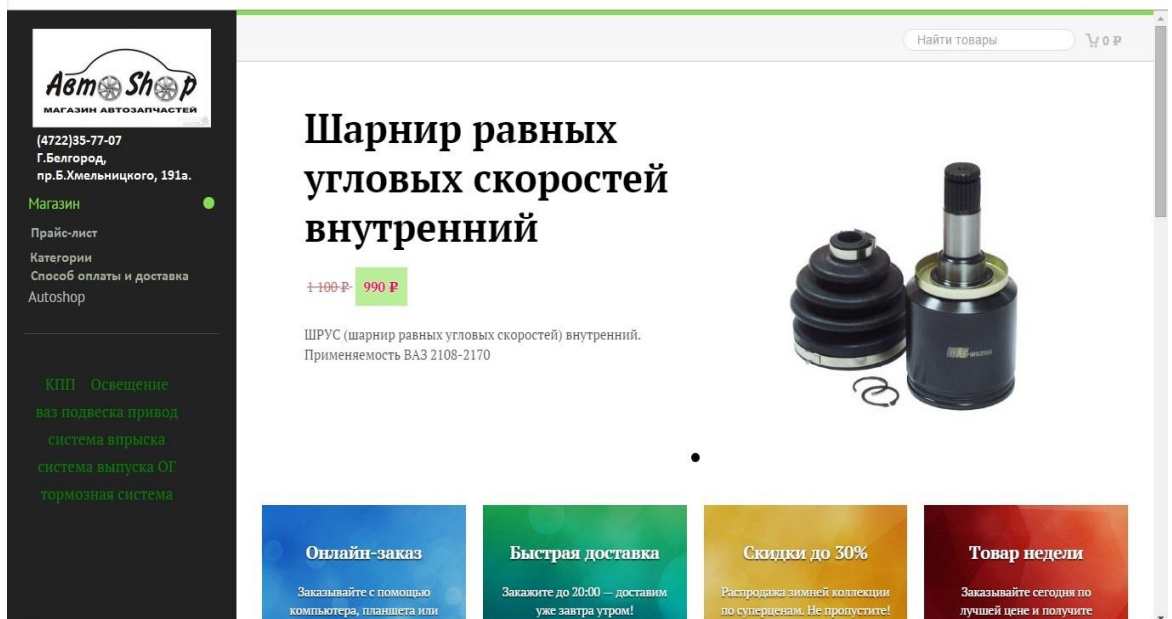 Авто Shop
МАГАЗИН АВТОЗАПЧАСТЕЙ
(4722)35-77-07
Г.Белгород,
пр.Б.Хмельницкого, 191а.
Магазин
Прайс-лист
Категории
Способ оплаты и доставка
Autoshop
КПП Освещение
ваз подвеска привод
система впрыска
система выпуска ОГ
тормозная система
Найти товары
0 ₽
Шарнир равных
угловых скоростей
внутренний
1 100 ₽ 990 ₽
ШРУС (шарнир равных угловых скоростей) внутренний.
Применяемость ВАЗ 2108-2170
Онлайн-заказ
Заказывайте с помощью
компьютера, планшета или
Быстрая доставка
Закажите до 20:00 — доставим
уже завтра утром!
Скидки до 30%
Распродажа зимней коллекции
по суперценам. Не пропустите!
Товар недели
Заказывайте сегодня по
лучшей цене и получите